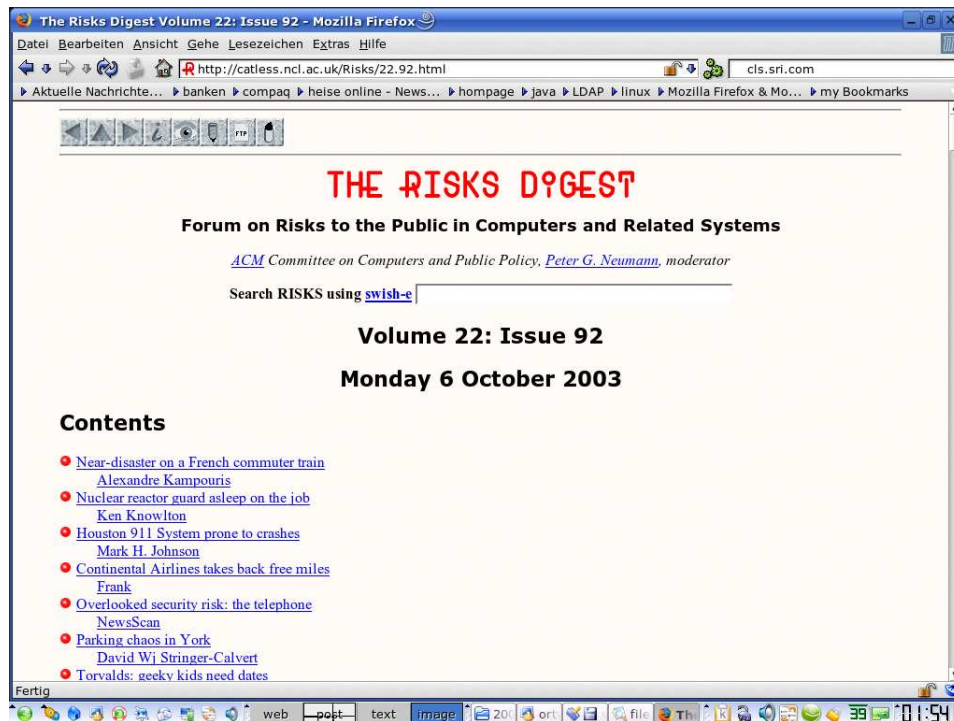 The Risks Digest Volume 22: Issue 92 - Mozilla Firefox
Datei Bearbeiten Ansicht Gehe Lesezeichen Extras Hilfe
http://catless.ncl.ac.uk/Risks/22.92.html cls.sri.com
Aktuelle Nachrichte... banken compaq heise online - News... hompage java LDAP linux Mozilla Firefox & Mo... my Bookmarks
i FTP
THE RISKS DIGEST
Forum on Risks to the Public in Computers and Related Systems
ACM Committee on Computers and Public Policy, Peter G. Neumann, moderator
Search RISKS using swish-e
Volume 22: Issue 92
Monday 6 October 2003
Contents
Near-disaster on a French commuter train
Alexandre Kampouris
Nuclear reactor guard asleep on the job
Ken Knowlton
Houston 911 System prone to crashes
Mark H. Johnson
Continental Airlines takes back free miles
Frank
Overlooked security risk: the telephone
NewsScan
Parking chaos in York
David Wj Stringer-Calvert
Torvalds: geeky kids need dates
Fertig
web post text image 20 ort file Th 39 01:54